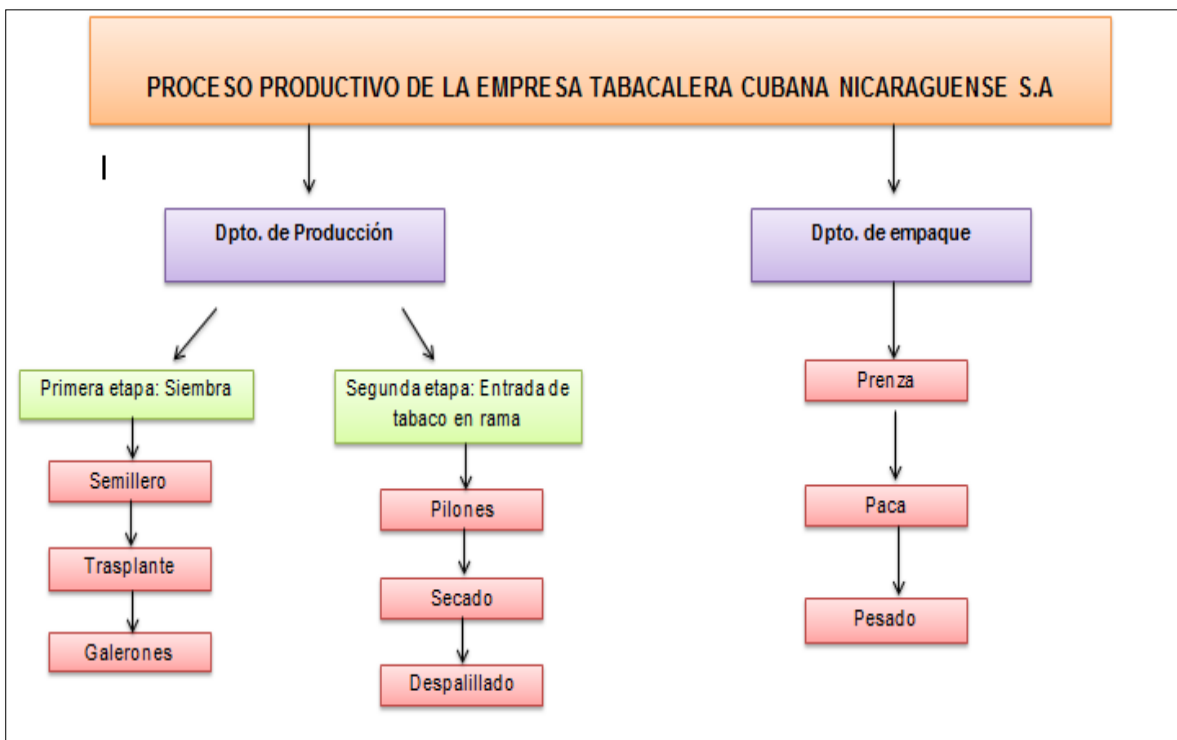 PROCESO PRODUCTIVO DE LA EMPRESA TABACALERA CUBANA NICARAGUENSE S.A
Dpto. de Producción
Dpto. de empaque
Primera etapa: Siembra
Segunda etapa: Entrada de
tabaco en rama
Prenza
Semillero
Pilones
Paca
Trasplante
Secado
Pesado
Galerones
Despalillado